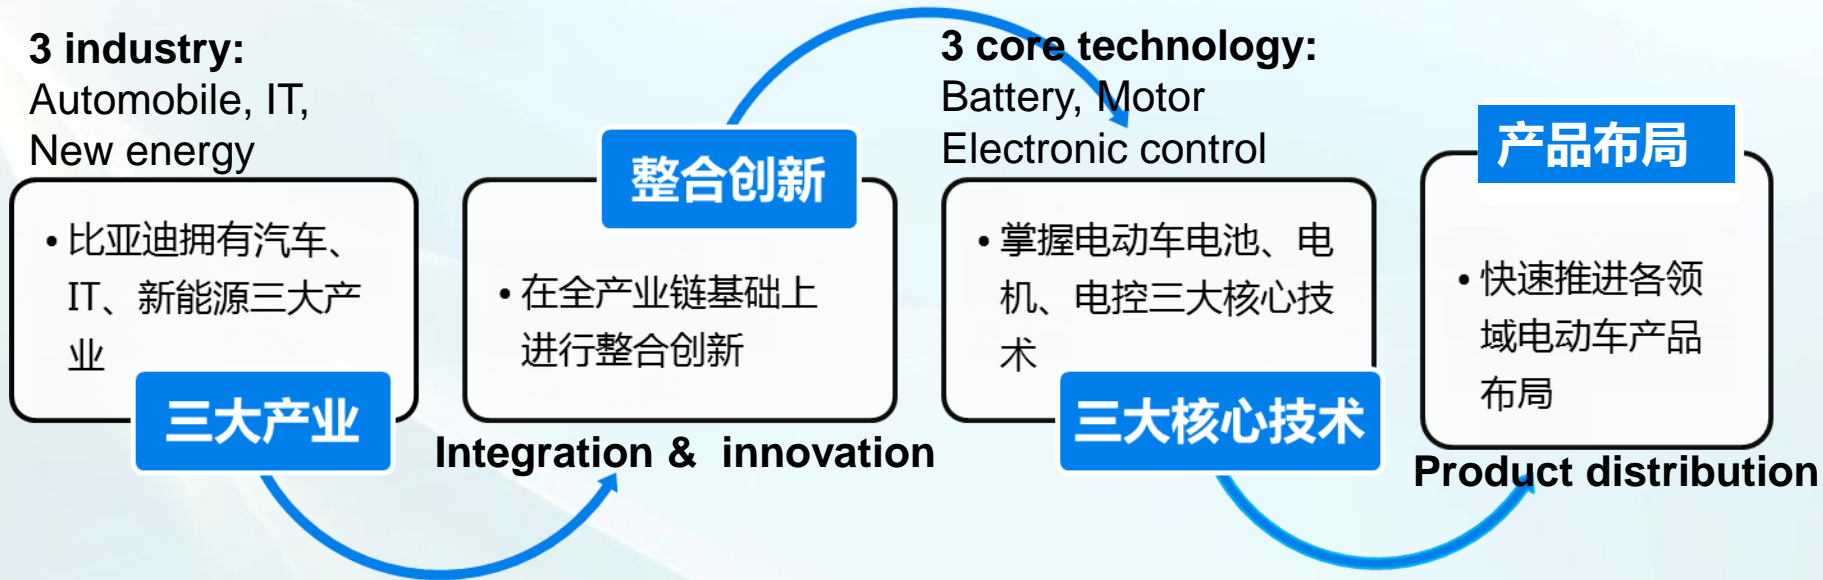 3 industry:
Automobile, IT,
New energy
• 比亚迪拥有汽车、
IT、新能源三大产
业
三大产业
整合创新
• 在全产业链基础上
进行整合创新
Integration & innovation
3 core technology:
Battery, Motor
Electronic control
• 掌握电动车电池、电
机、电控三大核心技
术
三大核心技术
产品布局
• 快速推进各领
域电动车产品
布局
Product distribution